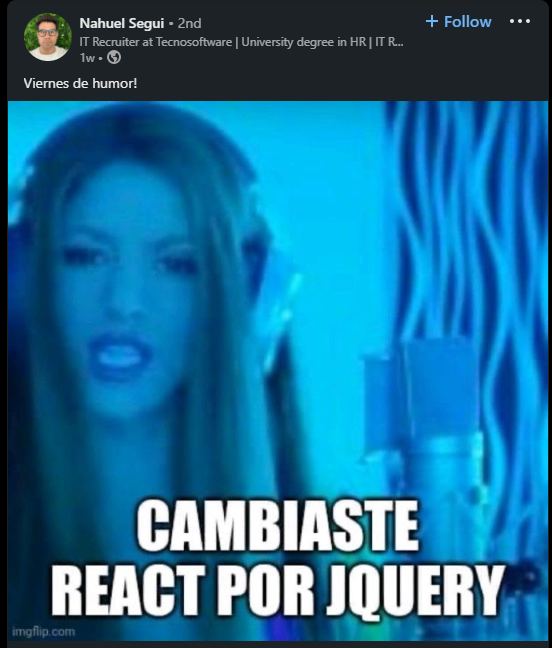 Nahuel Segui • 2nd
+ Follow
IT Recruiter at Tecnosoftware | University degree in HR | IT R...
1w •
Viernes de humor!
CAMBIASTE
REACT POR JQUERY
imgflip.com